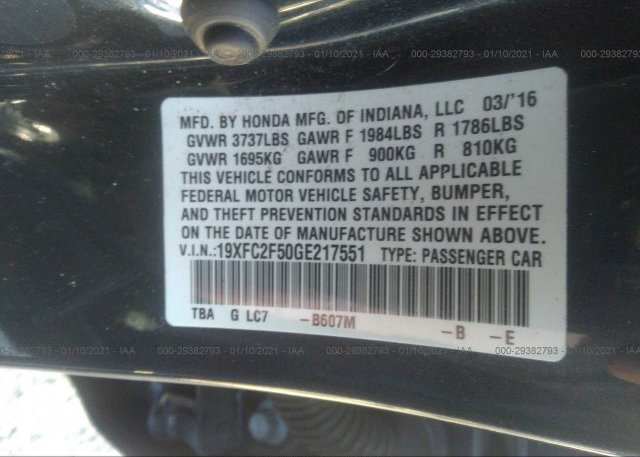 000-29382793 - 01/10/2021 - IAA
MFD. BY HONDA MFG. OF INDIANA, LLC 03/'16
GVWR 3737LBS GAWR F 1984LBS R 1786LBS
GVWR 1695KG GAWR F 900KG R 810KG
THIS VEHICLE CONFORMS TO ALL APPLICABLE
FEDERAL MOTOR VEHICLE SAFETY, BUMPER,
AND THEFT PREVENTION STANDARDS IN EFFECT
ON THE DATE OF MANUFACTURE SHOWN ABOVE.
V.I.N.:19XFC2F50GE217551 TYPE: PASSENGER CAR
TBA G LC7 -B607M -B -E
000-29382793 - 01/10/2021 - IAA